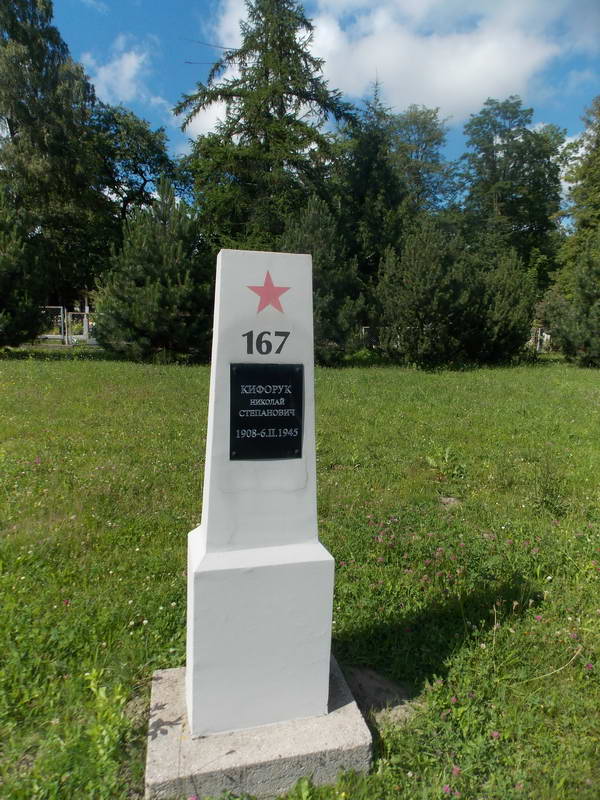 167
КИФОРУК
НИКОЛАЙ
СТЕПАНОВИЧ
1908-6.II.1945